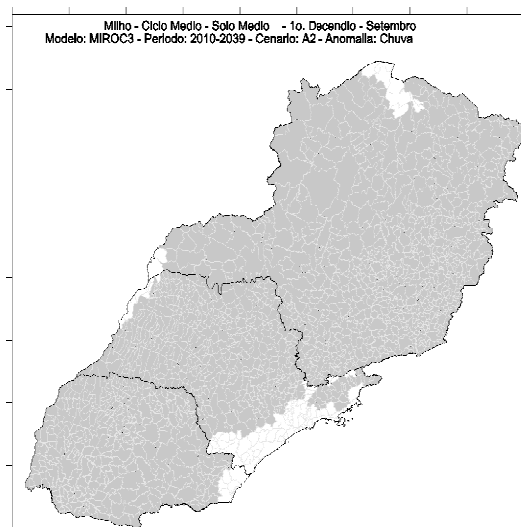 Milho - Ciclo Medio - Solo Medio - 1o. Decendio - Setembro
Modelo: MIROC3 - Periodo: 2010-2039 - Cenario: A2 - Anomalia: Chuva